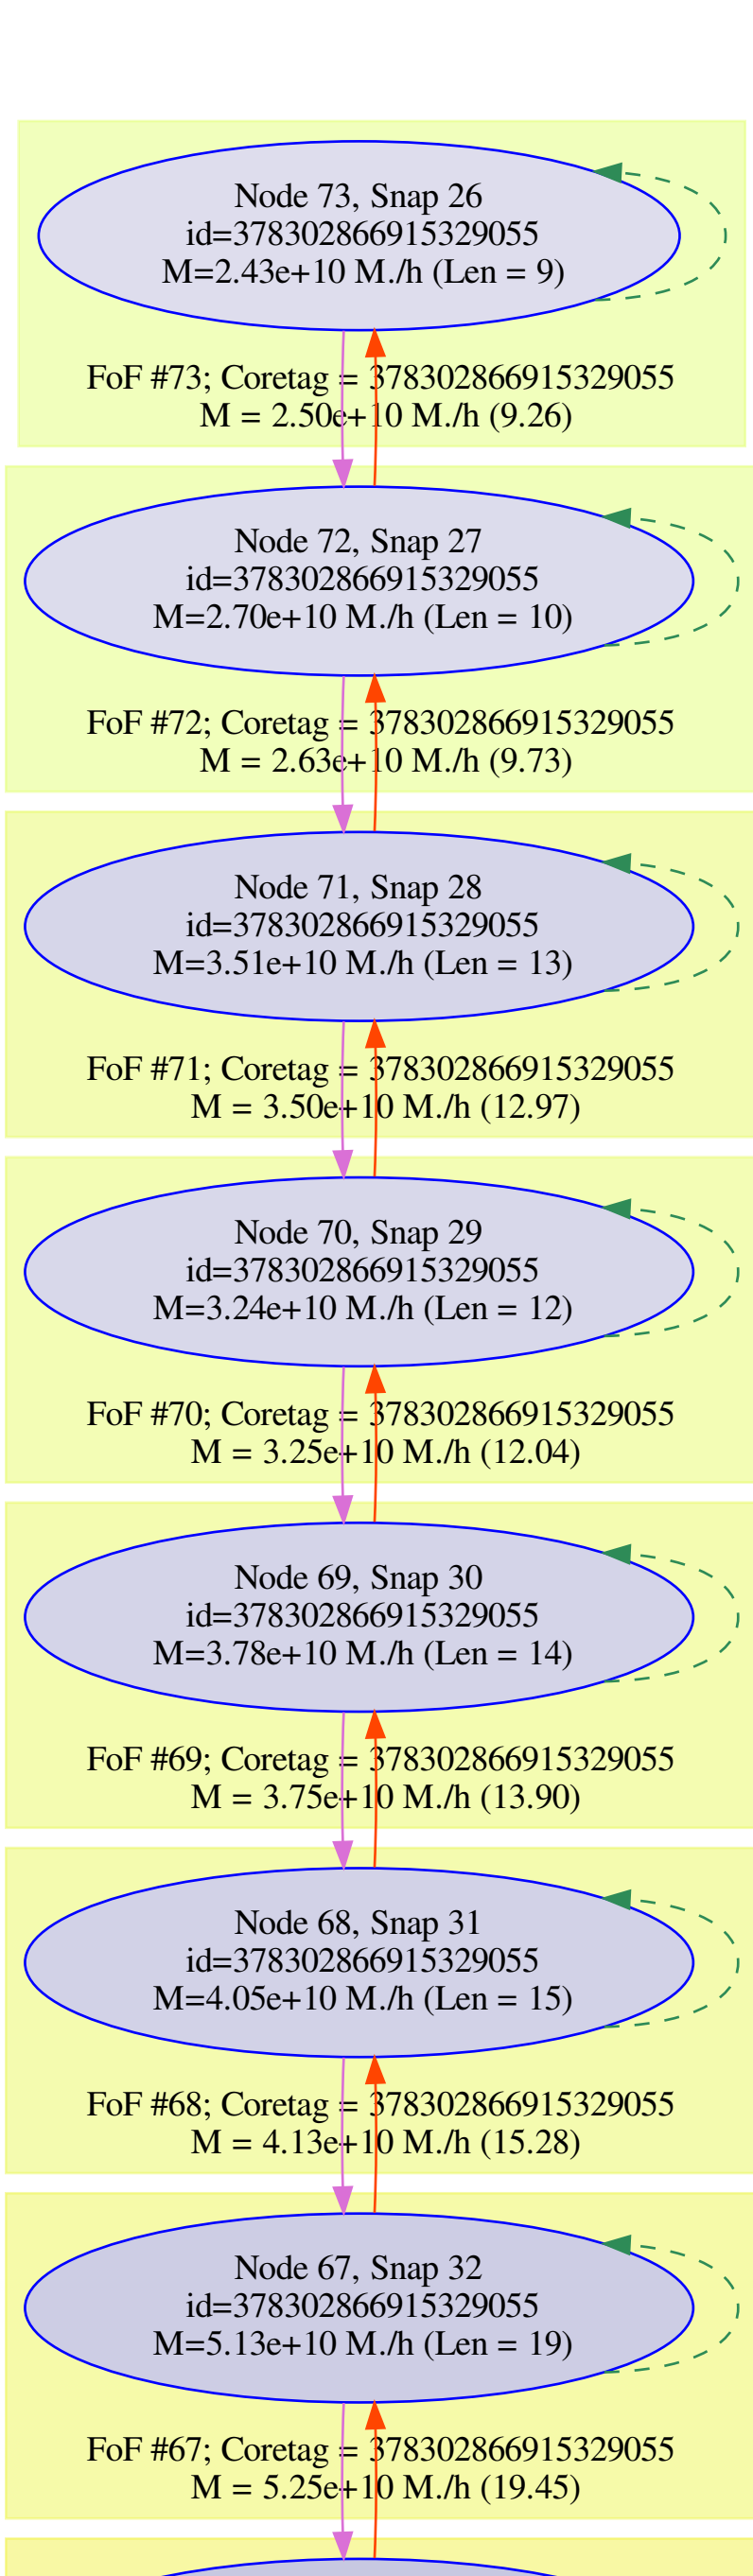 Node 73, Snap 26
id=378302866915329055
M=2.43e+10 M./h (Len = 9)
FoF #73; Coretag = 378302866915329055
M = 2.50e+10 M./h (9.26)
Node 72, Snap 27
id=378302866915329055
M=2.70e+10 M./h (Len = 10)
FoF #72; Coretag = 378302866915329055
M = 2.63e+10 M./h (9.73)
Node 71, Snap 28
id=378302866915329055
M=3.51e+10 M./h (Len = 13)
FoF #71; Coretag = 378302866915329055
M = 3.50e+10 M./h (12.97)
Node 70, Snap 29
id=378302866915329055
M=3.24e+10 M./h (Len = 12)
FoF #70; Coretag = 378302866915329055
M = 3.25e+10 M./h (12.04)
Node 69, Snap 30
id=378302866915329055
M=3.78e+10 M./h (Len = 14)
FoF #69; Coretag = 378302866915329055
M = 3.75e+10 M./h (13.90)
Node 68, Snap 31
id=378302866915329055
M=4.05e+10 M./h (Len = 15)
FoF #68; Coretag = 378302866915329055
M = 4.13e+10 M./h (15.28)
Node 67, Snap 32
id=378302866915329055
M=5.13e+10 M./h (Len = 19)
FoF #67; Coretag = 378302866915329055
M = 5.25e+10 M./h (19.45)